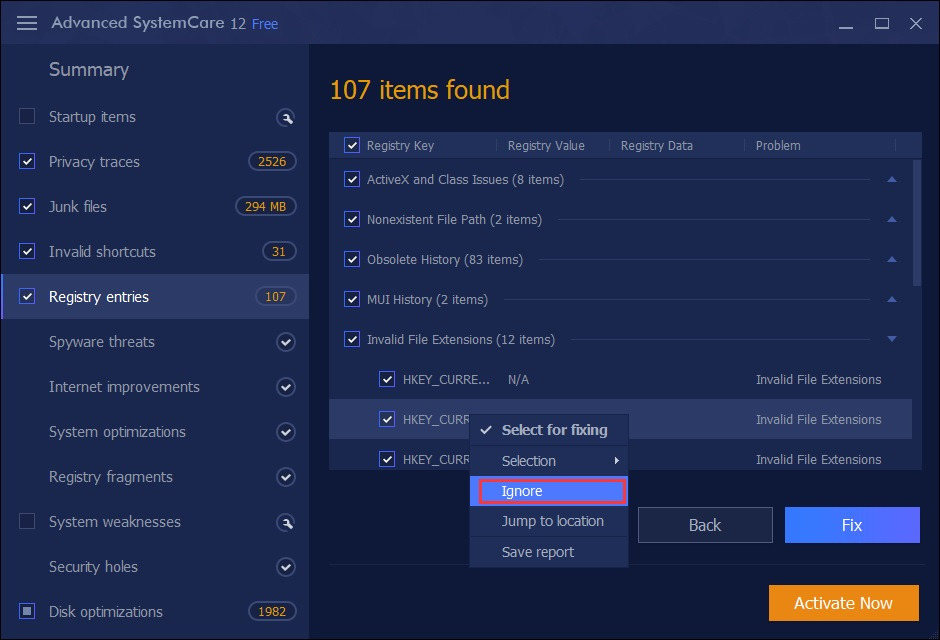 Advanced SystemCare 12 Free
Summary
Startup items
Privacy traces 2526
Junk files 294 MB
Invalid shortcuts 31
Registry entries 107
Spyware threats
Internet improvements
System optimizations
Registry fragments
System weaknesses
Security holes
Disk optimizations 1982
107 items found
Registry Key Registry Value Registry Data Problem
ActiveX and Class Issues (8 items)
Nonexistent File Path (2 items)
Obsolete History (83 items)
MUI History (2 items)
Invalid File Extensions (12 items)
HKEY_CURRE... N/A Invalid File Extensions
HKEY_CURR Invalid File Extensions
HKEY_CURR Invalid File Extensions
Select for fixing
Selection
Ignore
Jump to location
Save report
Back Fix
Activate Now